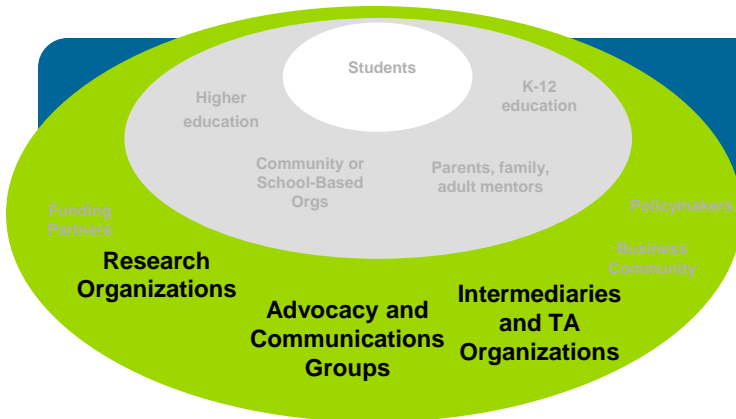 Students
Higher
education
K-12
education
Community or
School-Based
Orgs
Parents, family,
adult mentors
Funding
Partners
Policymakers
Business
Community
Research
Organizations
Advocacy and
Communications
Groups
Intermediaries
and TA
Organizations